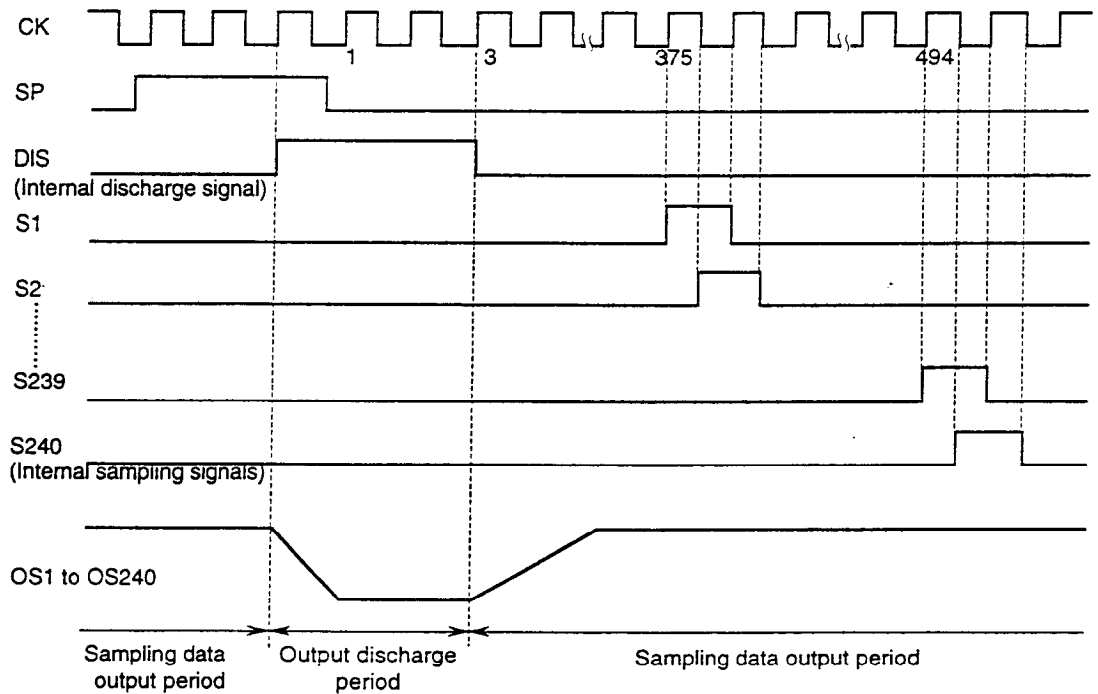 CK
1 3 375 494
SP
DIS
(Internal discharge signal)
S1
S2
S239
S240
(Internal sampling signals)
OS1 to OS240
Sampling data
output period
Output discharge
period
Sampling data output period